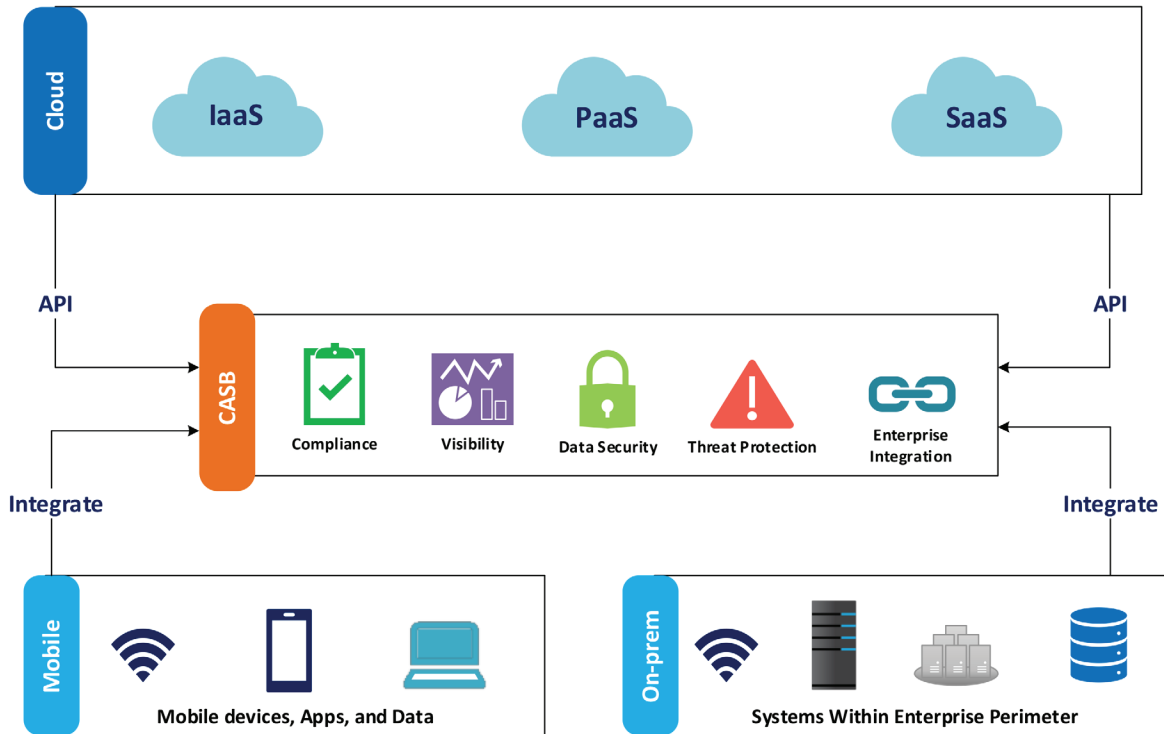 Cloud
IaaS
PaaS
SaaS
API
API
CASB
Compliance
Visibility
Data Security
Threat Protection
Enterprise
Integration
Integrate
Integrate
Mobile
Mobile devices, Apps, and Data
On-prem
Systems Within Enterprise Perimeter